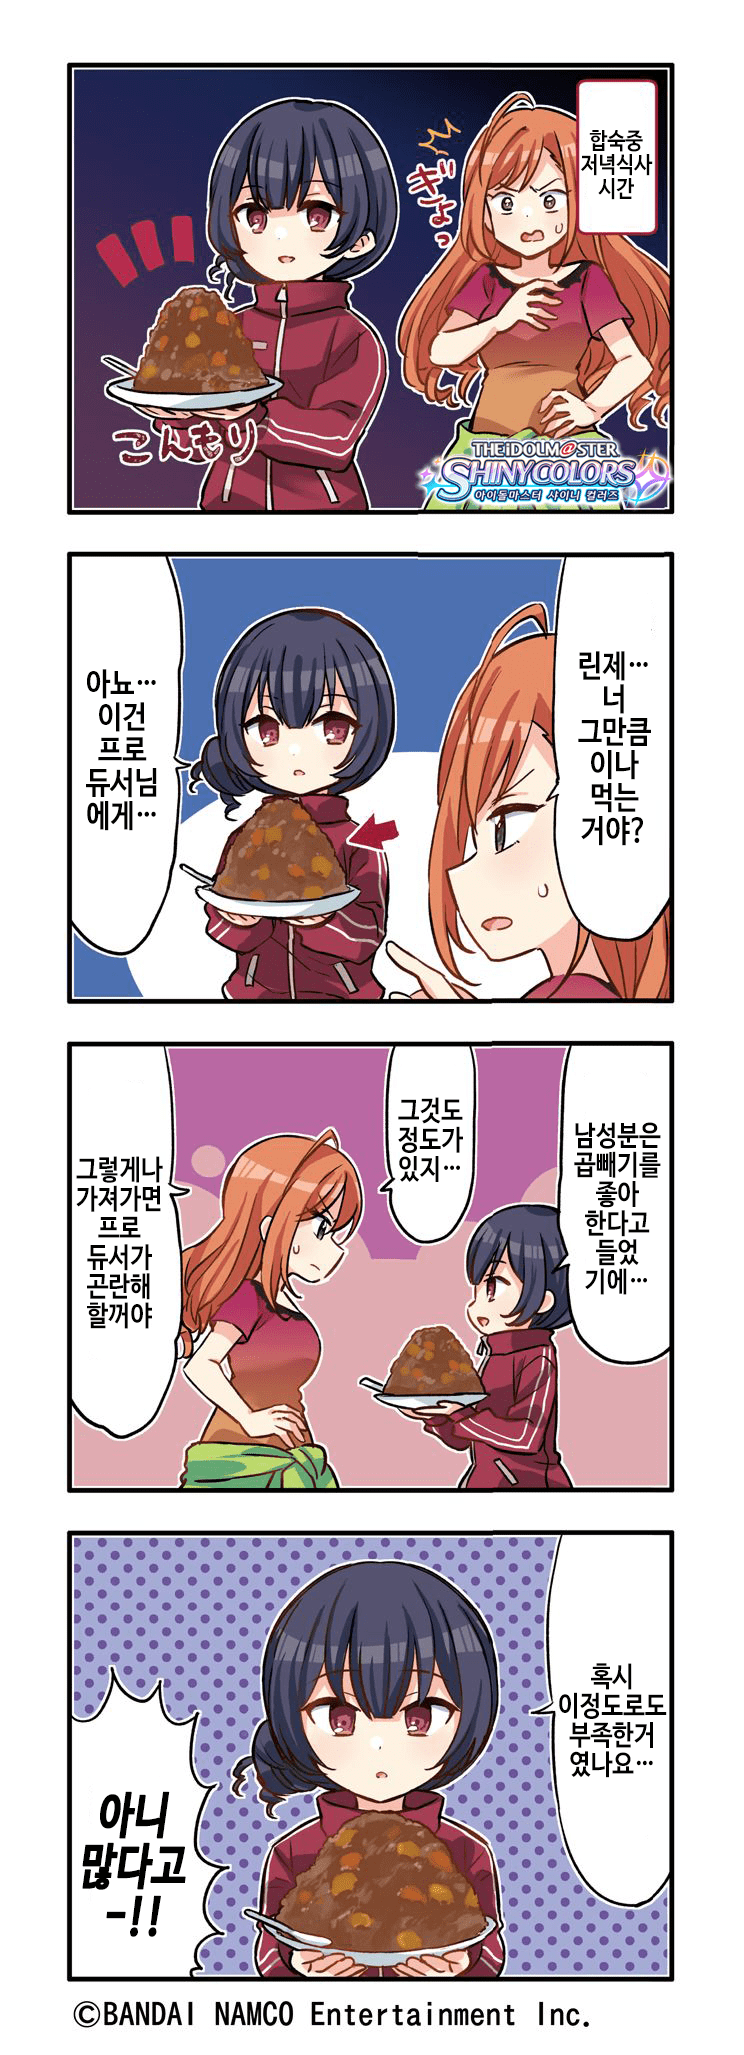 합숙중
저녁식사
시간
ぎょっ
こんもり
THE iDOLM@STER
SHINY COLORS
아이돌마스터 샤이니 컬러즈
린제…
너
그만큼
이나
먹는
거야?
아뇨…
이건
프로
듀서님
에게…
남성분은
곱빼기를
좋아
한다고
들었
기에…
그것도
정도가
있지…
그렇게나
가져가면
프로
듀서가
곤란해
할꺼야
혹시
이정도로도
부족한거
였나요…
아니
많다고
-!!
©BANDAI NAMCO Entertainment Inc.